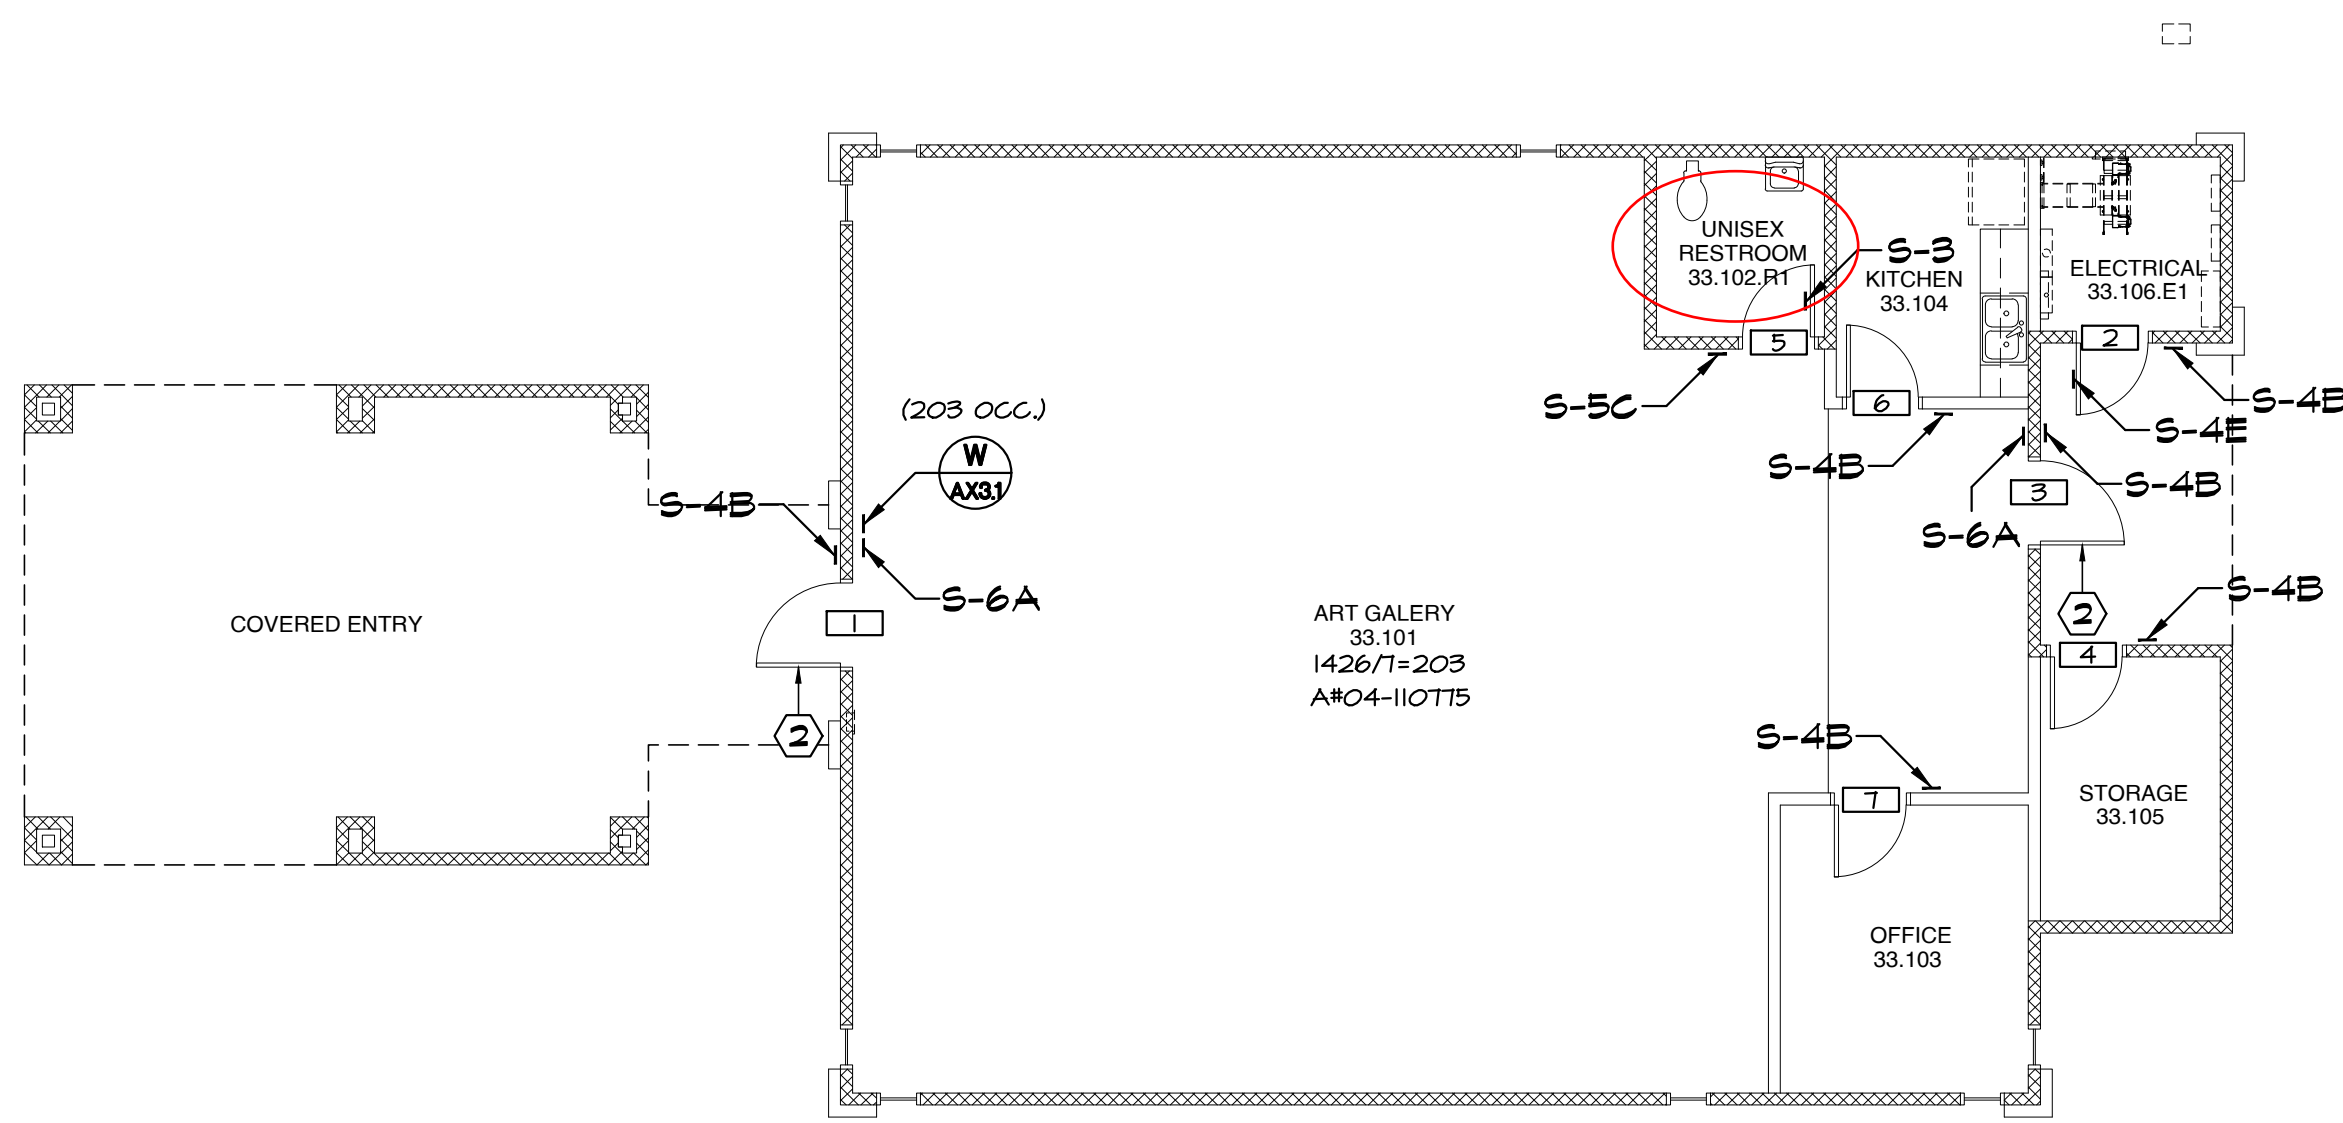 UNISEX
RESTROOM
33.102.R1
S-3
KITCHEN
33.104
ELECTRICAL
33.106.E1
5
2
S-5C
6
S-4B
S-4E
(203 OCC.)
W
AX3.1
S-4B
S-4B
S-4B
3
S-6A
S-6A
S-4B
COVERED ENTRY
1
ART GALERY
33.101
1426/7=203
A#04-110775
2
4
2
S-4B
7
STORAGE
33.105
OFFICE
33.103